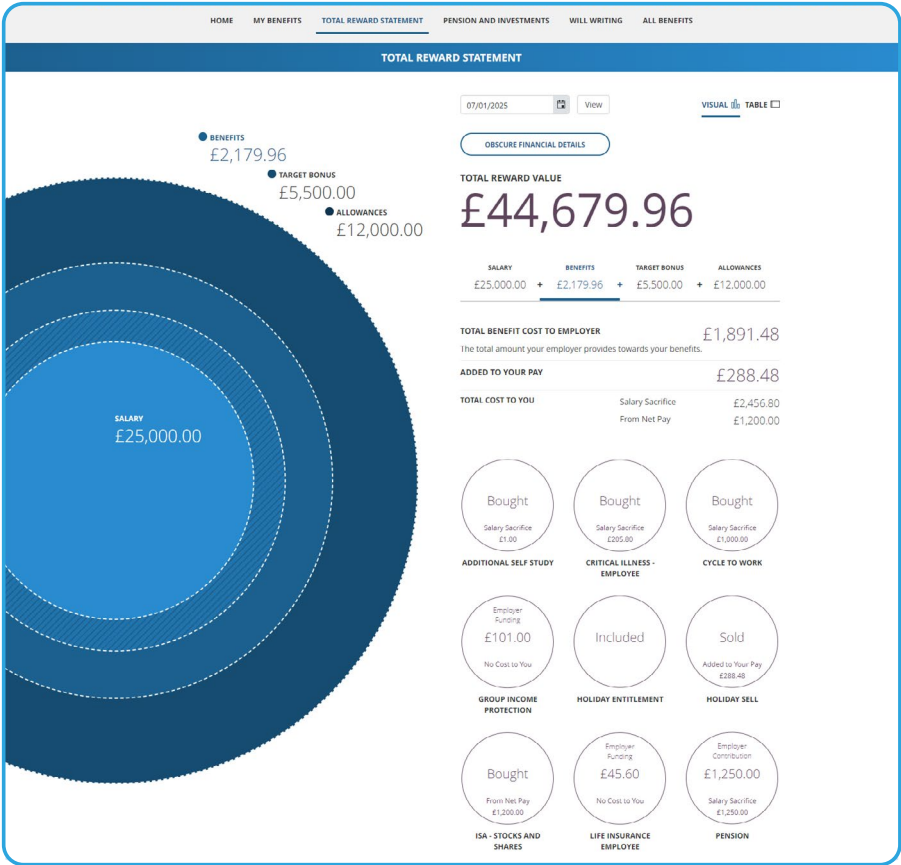 HOME MY BENEFITS TOTAL REWARD STATEMENT PENSION AND INVESTMENTS WILL WRITING ALL BENEFITS
TOTAL REWARD STATEMENT
07/01/2025 View VISUAL TABLE
OBSCURE FINANCIAL DETAILS
BENEFITS
£2,179.96
TARGET BONUS
£5,500.00
ALLOWANCES
£12,000.00
SALARY
£25,000.00
TOTAL REWARD VALUE
£44,679.96
SALARY BENEFITS TARGET BONUS ALLOWANCES
£25,000.00 + £2,179.96 + £5,500.00 + £12,000.00
TOTAL BENEFIT COST TO EMPLOYER £1,891.48
The total amount your employer provides towards your benefits.
ADDED TO YOUR PAY £288.48
TOTAL COST TO YOU Salary Sacrifice £2,456.80
From Net Pay £1,200.00
Bought
Salary Sacrifice
£1.00
ADDITIONAL SELF STUDY
Bought
Salary Sacrifice
£205.80
CRITICAL ILLNESS -
EMPLOYEE
Bought
Salary Sacrifice
£1,000.00
CYCLE TO WORK
Employer
Funding
£101.00
No Cost to You
GROUP INCOME
PROTECTION
Included
HOLIDAY ENTITLEMENT
Sold
Added to Your Pay
£288.48
HOLIDAY SELL
Bought
From Net Pay
£1,200.00
ISA - STOCKS AND
SHARES
Employer
Funding
£45.60
No Cost to You
LIFE INSURANCE
EMPLOYEE
Employer
Contribution
£1,250.00
Salary Sacrifice
£1,250.00
PENSION